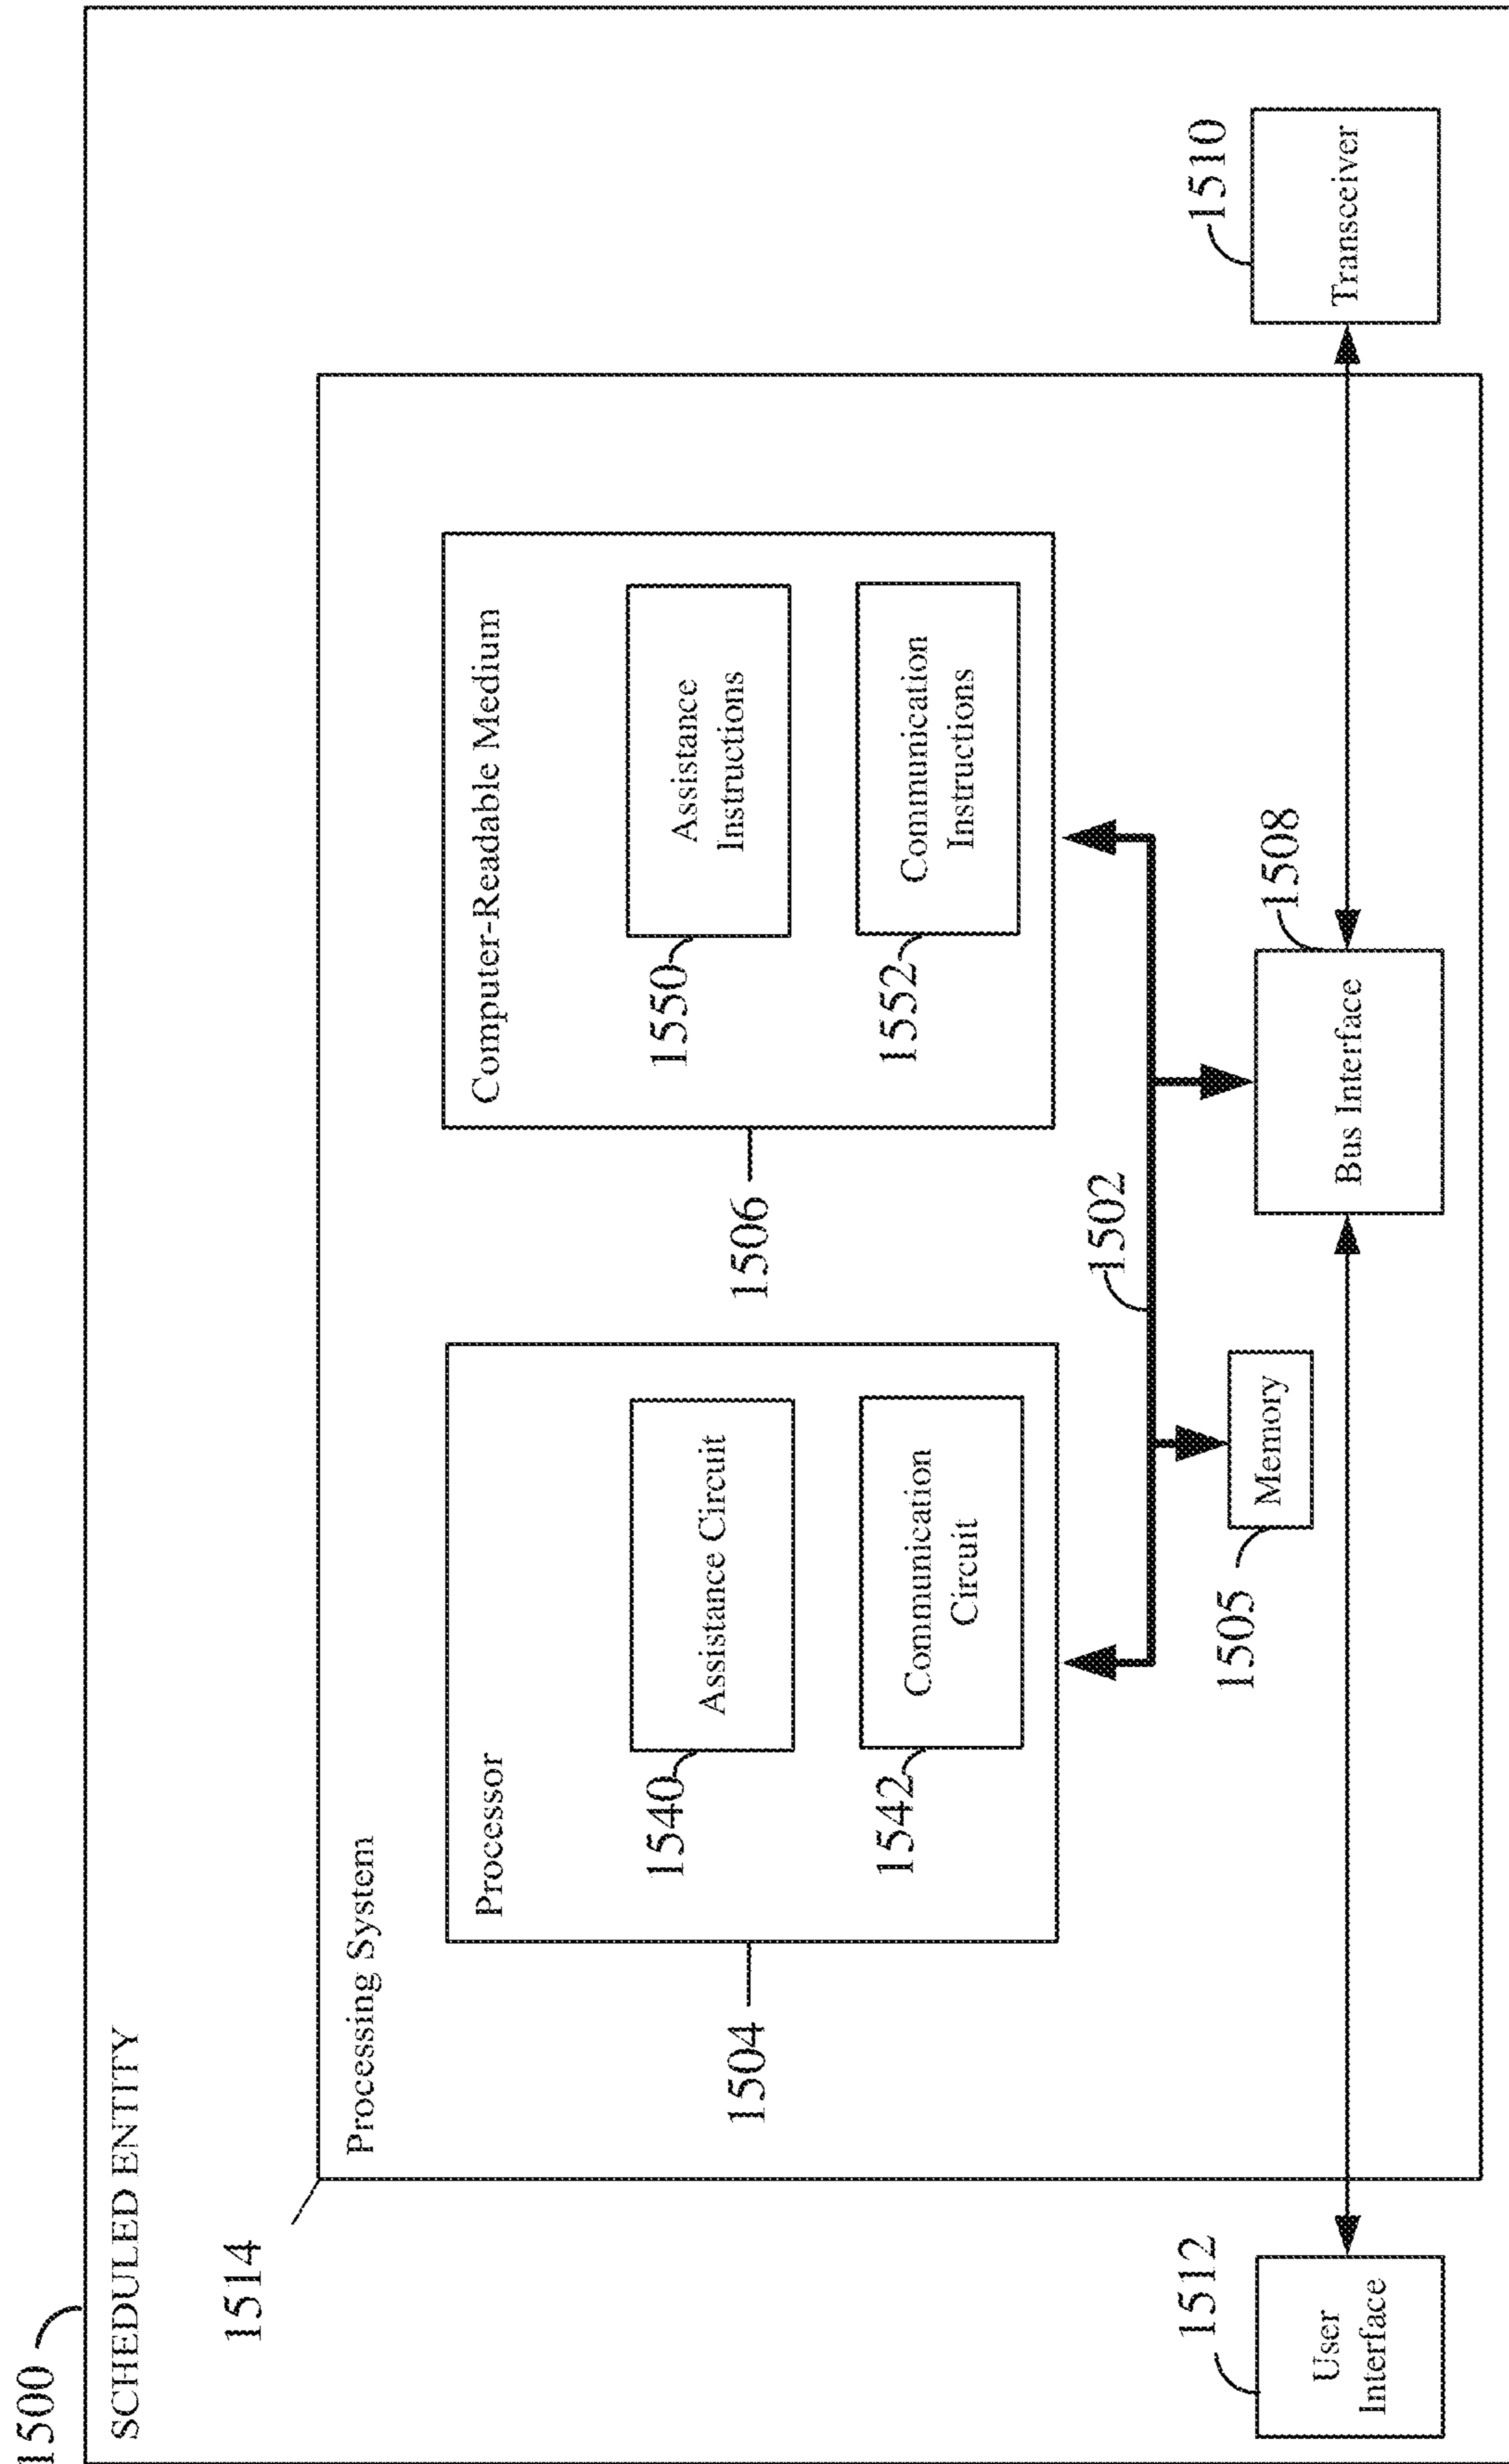 1500
SCHEDULED ENTITY
1514
Processing System
Processor
1504
1540
Assistance Circuit
1542
Communication
Circuit
Computer-Readable Medium
1506
1550
Assistance
Instructions
1552
Communication
Instructions
1502
1505
Memory
1508
Bus Interface
1512
User
Interface
1510
Transceiver